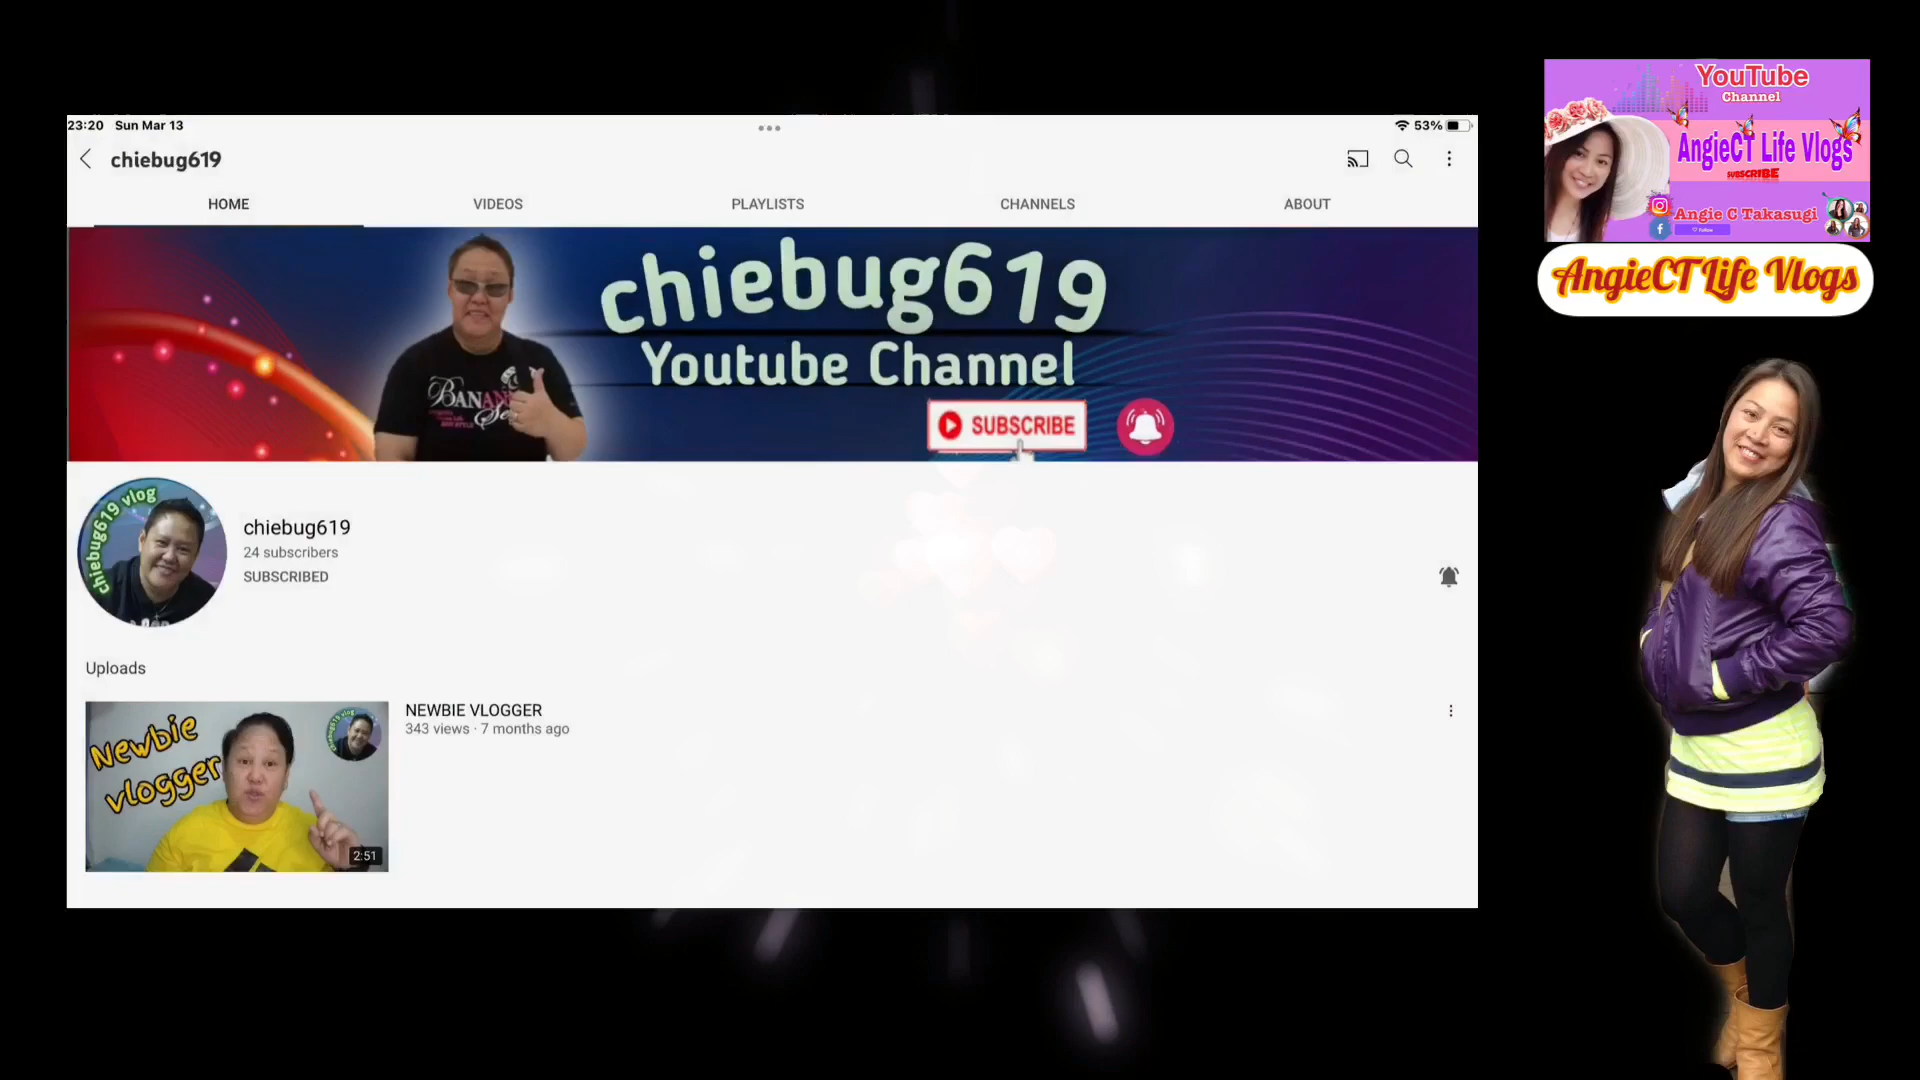 23:20 Sun Mar 13
53%
chiebug619
HOME VIDEOS PLAYLISTS CHANNELS ABOUT
chiebug619
Youtube Channel
SUBSCRIBE
BANANA
chiebug619 vlog
chiebug619
24 subscribers
SUBSCRIBED
Uploads
Newbie
vlogger
2:51
NEWBIE VLOGGER
343 views · 7 months ago
YouTube
Channel
AngieCT Life Vlogs
SUBSCRIBE
Angie C Takasugi
Follow
AngieCT Life Vlogs